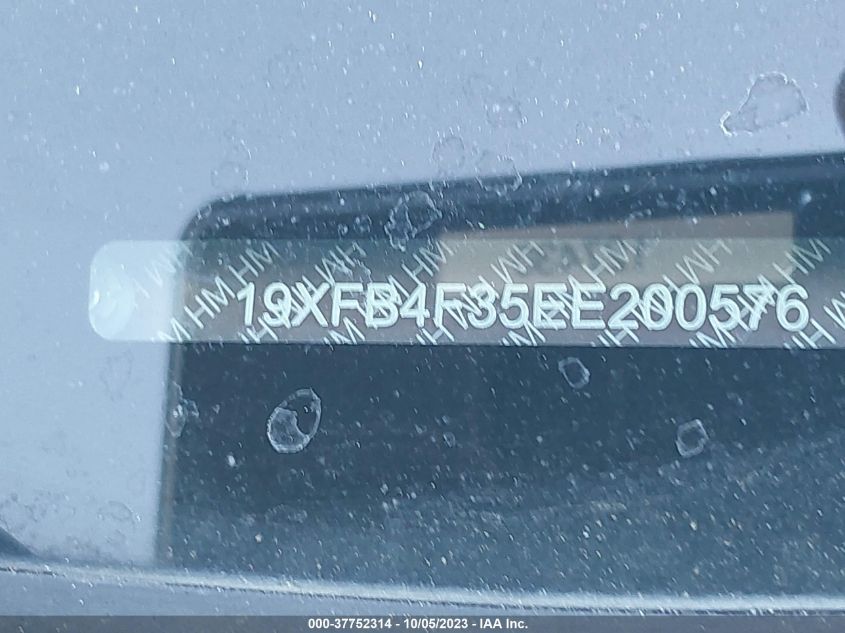 19XFB4F35EE200576
000-37752314 - 10/05/2023 - IAA Inc.